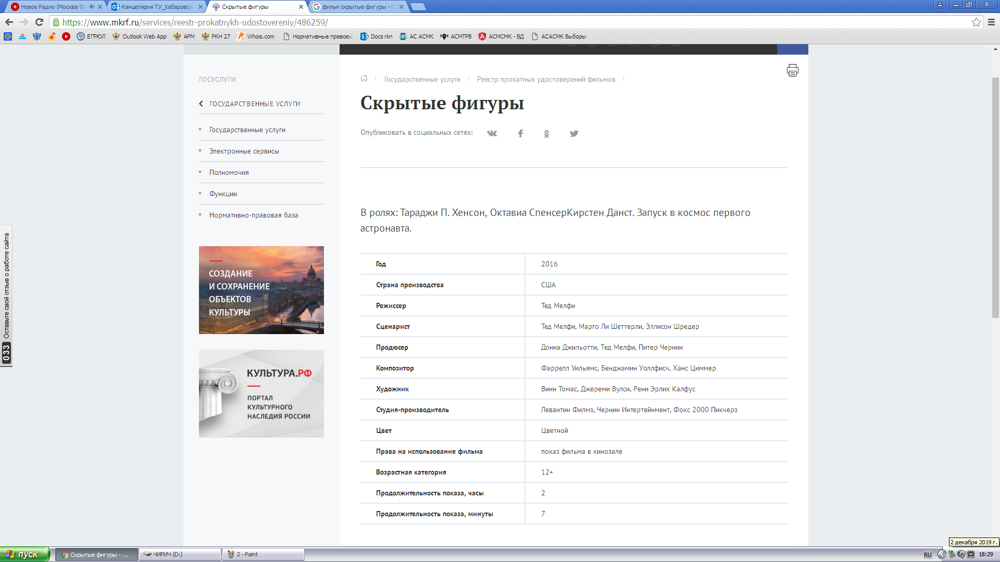 Новое Радио (Москва 98
Канцелярия ТУ_Хабаровск
Скрытые фигуры
фильм скрытые фигуры - П
https://www.mkrf.ru/services/reestr-prokatnykh-udostovereniy/486259/
ЕГРЮЛ
Outlook Web App
АРМ
РКН 27
Whois.com
Нормативные правовы
Docs rkn
АС АСМК
АСМТРВ
АСМСМК - ВД
АСАСМК Выборы
ГОСУСЛУГИ
ГОСУДАРСТВЕННЫЕ УСЛУГИ
Государственные услуги
Электронные сервисы
Полномочия
Функции
Нормативно-правовая база
СОЗДАНИЕ
И СОХРАНЕНИЕ
ОБЪЕКТОВ
КУЛЬТУРЫ
КУЛЬТУРА.РФ
ПОРТАЛ
КУЛЬТУРНОГО
НАСЛЕДИЯ РОССИИ
Оставьте свой отзыв о работе сайта
033
Государственные услуги
Реестр прокатных удостоверений фильмов
Скрытые фигуры
Опубликовать в социальных сетях:
В ролях: Тараджи П. Хенсон, Октавиа СпенсерКирстен Данст. Запуск в космос первого
астронавта.
Год 2016
Страна производства США
Режиссер Тед Мелфи
Сценарист Тед Мелфи, Марго Ли Шеттерли, Эллисон Шредер
Продюсер Донна Джильотти, Тед Мелфи, Питер Чернин
Композитор Фаррелл Уильямс, Бенджамин Уоллфисч, Ханс Циммер
Художник Винн Томас, Джереми Вулси, Рени Эрлих Калфус
Студия-производитель Левантин Филмз, Чернин Интертейнмент, Фокс 2000 Пикчерз
Цвет Цветной
Права на использование фильма показ фильма в кинозале
Возрастная категория 12+
Продолжительность показа, часы 2
Продолжительность показа, минуты 7
2 декабря 2019 г.
пуск
Скрытые фигуры - ...
ЧИРИЧ (D:)
2 - Paint
RU
18:29